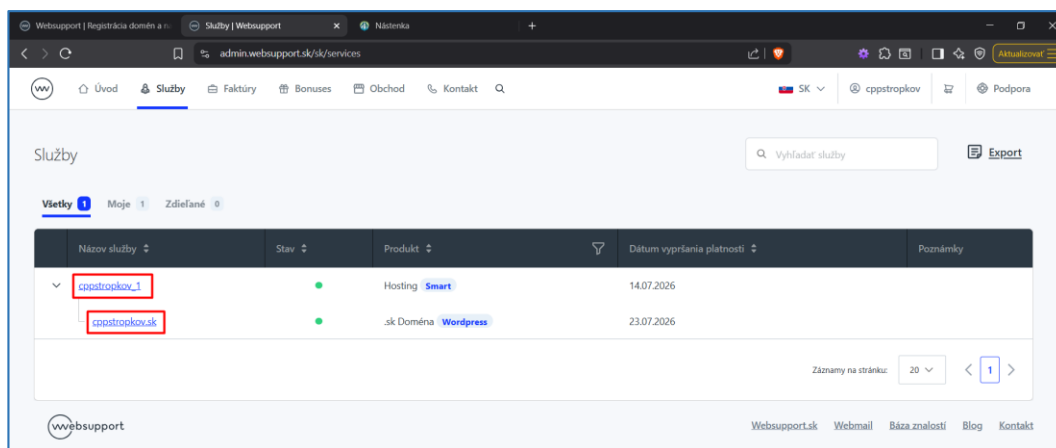 Websupport | Registrácia domén a n
Služby | Websupport
Nástenka
admin.websupport.sk/sk/services
Aktualizovať
Úvod
Služby
Faktúry
Bonuses
Obchod
Kontakt
SK
cppstropkov
Podpora
Služby
Vyhľadať služby
Export
Všetky 1
Moje 1
Zdieľané 0
Názov služby
Stav
Produkt
Dátum vypršania platnosti
Poznámky
cppstropkov_1
Hosting Smart
14.07.2026
cppstropkov.sk
.sk Doména Wordpress
23.07.2026
Záznamy na stránku:
20
1
websupport
Websupport.sk
Webmail
Báza znalostí
Blog
Kontakt